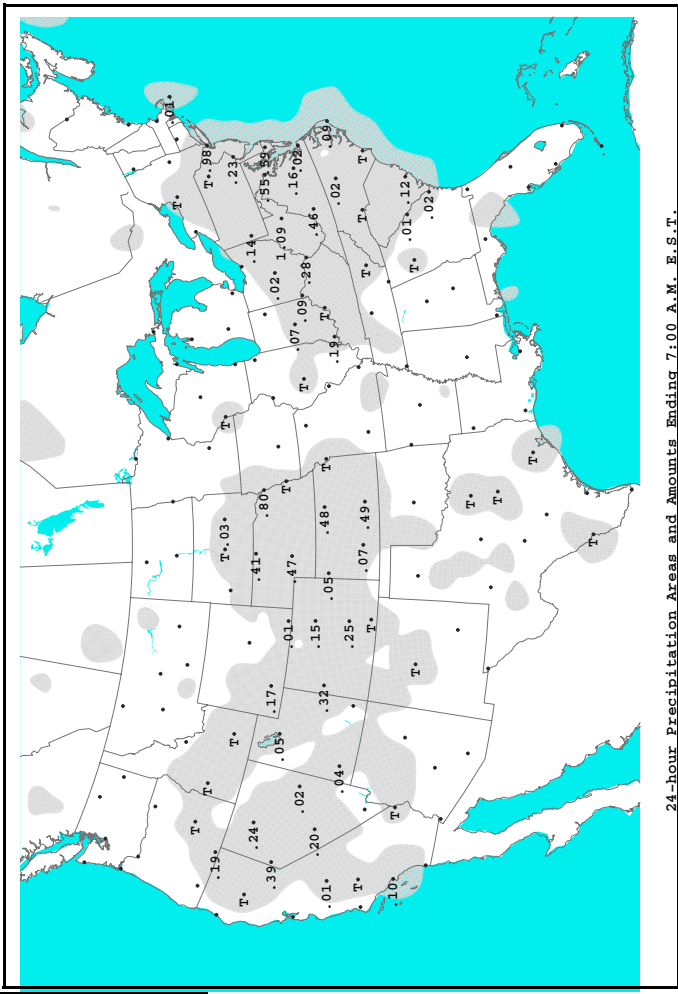 .01
T
T
T
.98
T
.19
.03
T
T
T
.23
T
.14
.24
.41
.80
.55
.59
.39
.17
.02
.05
1.09
T
.01
.47
.16
.07
.02
.02
.09
T
.28
.46
.20
.15
.32
.48
T
T
.01
.05
.09
.19
.02
.04
.25
T
.07
.49
T
T
T
T
.10
T
.12
.01
T
T
.02
T
T
T
T
24-hour Precipitation Areas and Amounts Ending 7:00 A.M. E.S.T.